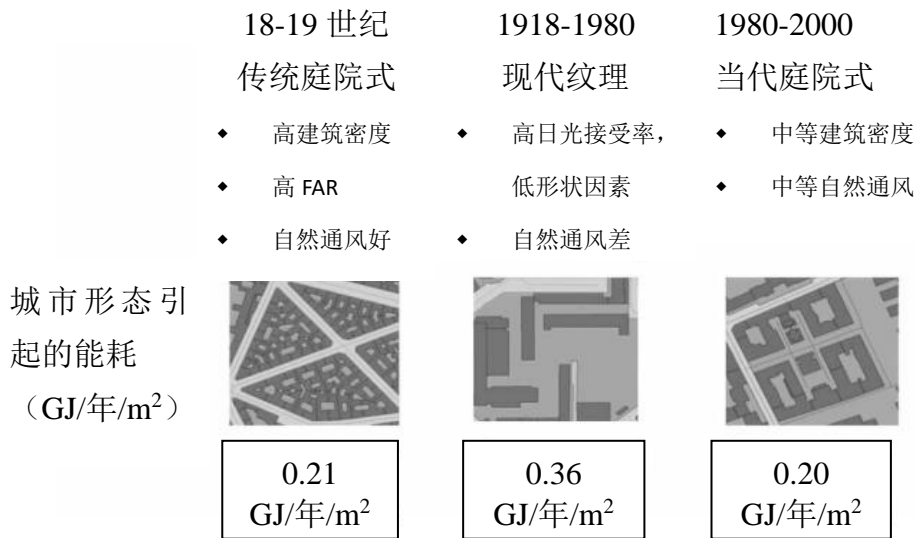 18-19 世纪
传统庭院式
◆ 高建筑密度
◆ 高 FAR
◆ 自然通风好
1918-1980
现代纹理
◆ 高日光接受率，
低形状因素
◆ 自然通风差
1980-2000
当代庭院式
◆ 中等建筑密度
◆ 中等自然通风
城市形态引
起的能耗
（GJ/年/m²）
0.21
GJ/年/m²
0.36
GJ/年/m²
0.20
GJ/年/m²